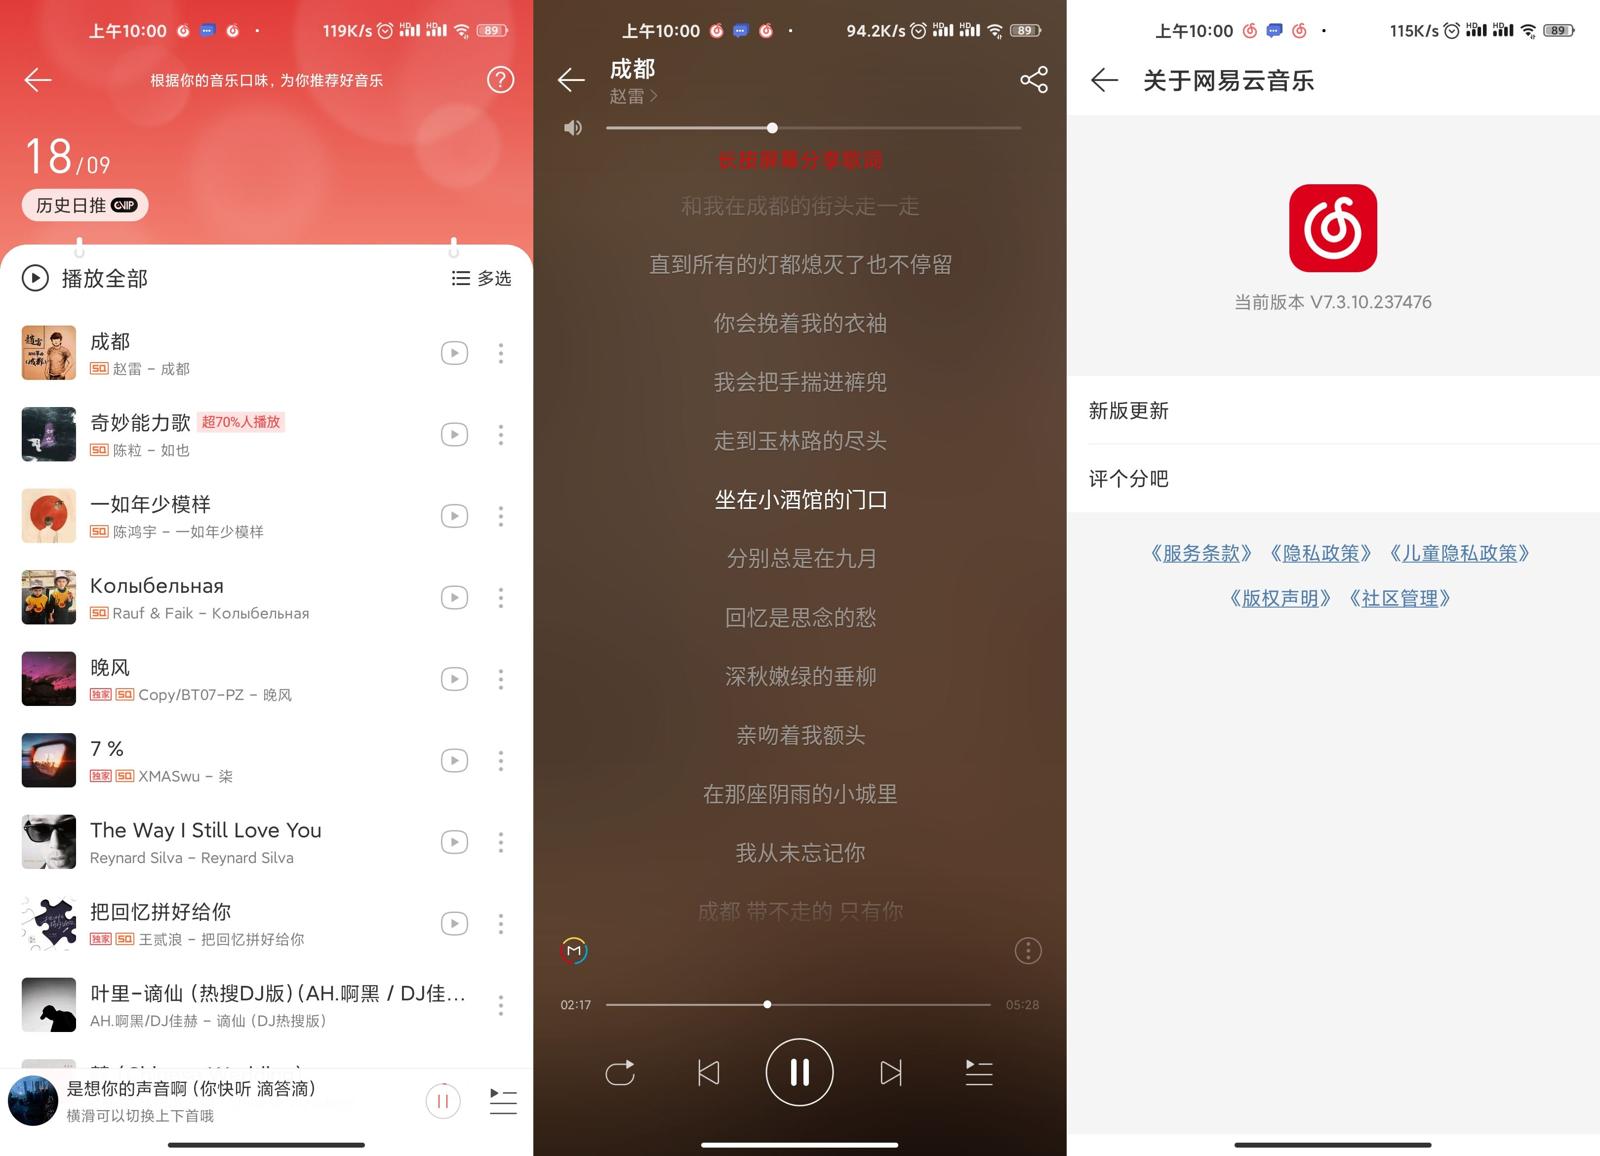 上午10:00
119K/s
89
根据你的音乐口味, 为你推荐好音乐
18/09
历史日推 VIP
播放全部
多选
成都
SQ 赵雷 - 成都
奇妙能力歌 超70%人播放
SQ 陈粒 - 如也
一如年少模样
SQ 陈鸿宇 - 一如年少模样
Колыбельная
SQ Rauf & Faik - Колыбельная
晚风
独家 SQ Copy/BT07-PZ - 晚风
7 %
独家 SQ XMASwu - 柒
The Way I Still Love You
Reynard Silva - Reynard Silva
把回忆拼好给你
独家 SQ 王贰浪 - 把回忆拼好给你
叶里-谪仙 (热搜DJ版) (AH.啊黑 / DJ佳...
AH.啊黑/DJ佳赫 - 谪仙 (DJ热搜版)
是想你的声音啊 (你快听 滴答滴)
横滑可以切换上下首哦
上午10:00
94.2K/s
HD HD
89
成都
赵雷
长按屏幕分享歌词
和我在成都的街头走一走
直到所有的灯都熄灭了也不停留
你会挽着我的衣袖
我会把手揣进裤兜
走到玉林路的尽头
坐在小酒馆的门口
分别总是在九月
回忆是思念的愁
深秋嫩绿的垂柳
亲吻着我额头
在那座阴雨的小城里
我从未忘记你
成都 带不走的 只有你
M
02:17
05:28
上午10:00
115K/s
HD HD
89
关于网易云音乐
当前版本 V7.3.10.237476
新版更新
评个分吧
《服务条款》 《隐私政策》 《儿童隐私政策》
《版权声明》 《社区管理》